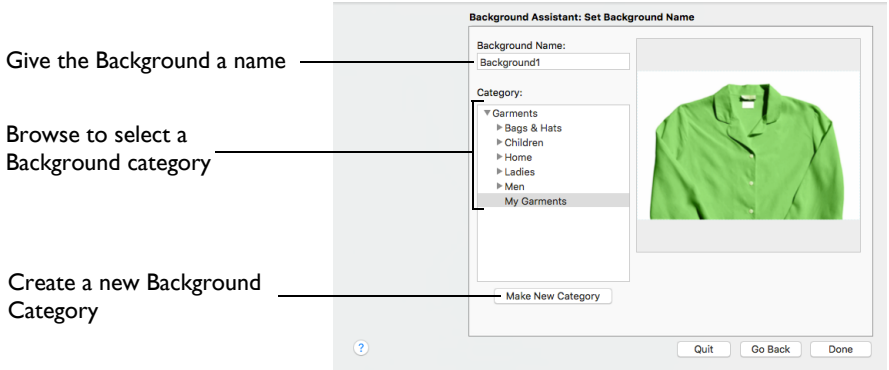 Background Assistant: Set Background Name
Give the Background a name
Background Name:
Background1
Browse to select a
Background category
Category:
Garments
Bags & Hats
Children
Home
Ladies
Men
My Garments
Create a new Background
Category
Make New Category
?
Quit
Go Back
Done